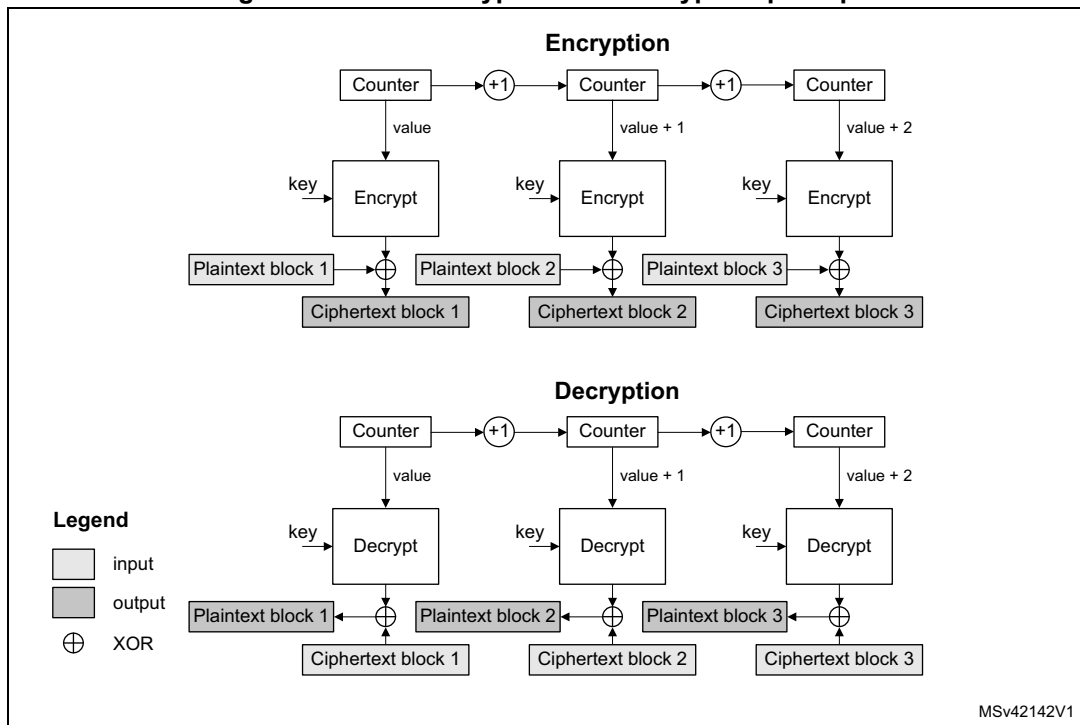 Encryption
Counter +1 Counter +1 Counter
value value + 1 value + 2
key Encrypt key Encrypt key Encrypt
Plaintext block 1 Plaintext block 2 Plaintext block 3
Ciphertext block 1 Ciphertext block 2 Ciphertext block 3
Decryption
Counter +1 Counter +1 Counter
value value + 1 value + 2
key Decrypt key Decrypt key Decrypt
Plaintext block 1 Plaintext block 2 Plaintext block 3
Ciphertext block 1 Ciphertext block 2 Ciphertext block 3
Legend
input
output
XOR
MSv42142V1